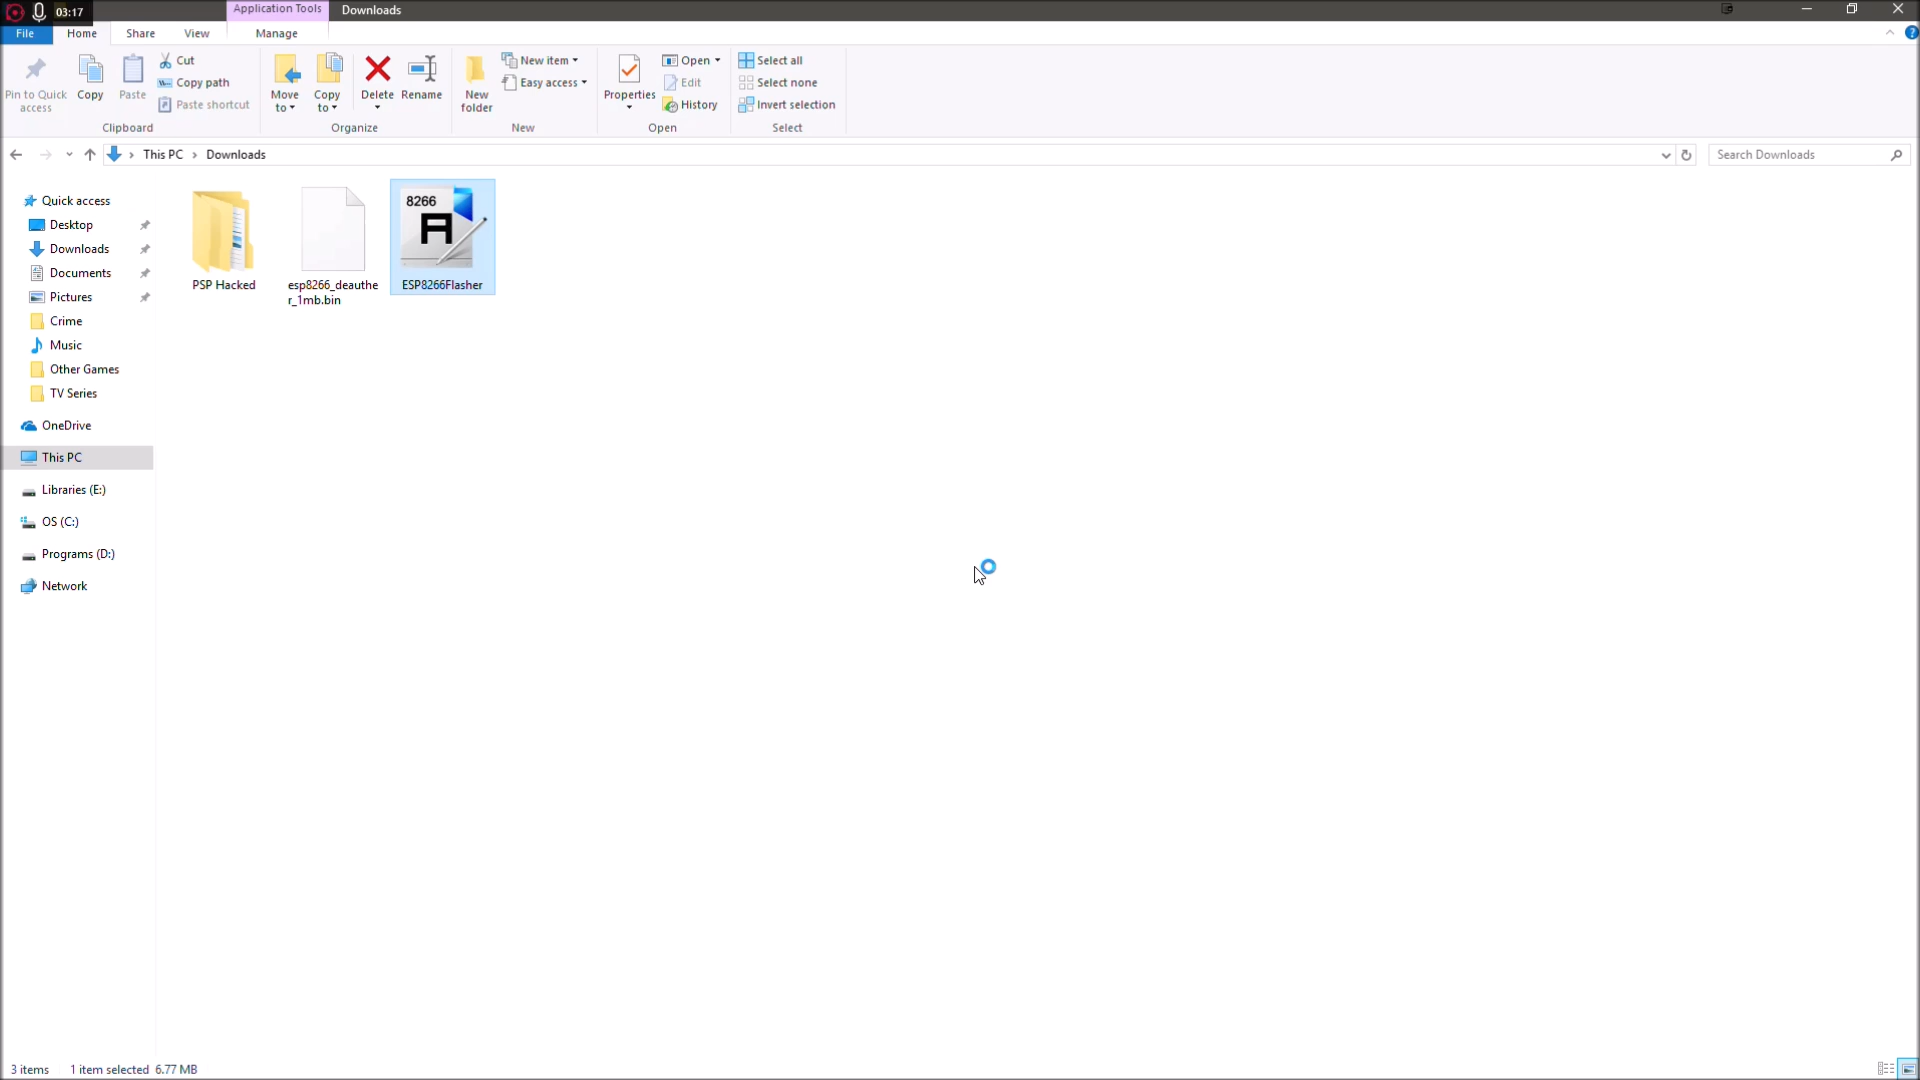 03:17
Application Tools
Downloads
File
Home
Share
View
Manage
Pin to Quick
access
Copy
Paste
Cut
Copy path
Paste shortcut
Clipboard
Move
to
Copy
to
Delete
Rename
Organize
New
folder
New item
Easy access
New
Properties
Open
Edit
History
Open
Select all
Select none
Invert selection
Select
This PC
Downloads
Search Downloads
Quick access
Desktop
Downloads
Documents
Pictures
Crime
Music
Other Games
TV Series
OneDrive
This PC
Libraries (E:)
OS (C:)
Programs (D:)
Network
PSP Hacked
esp8266_deauthe
r_1mb.bin
8266
A
ESP8266Flasher
3 items
1 item selected 6.77 MB